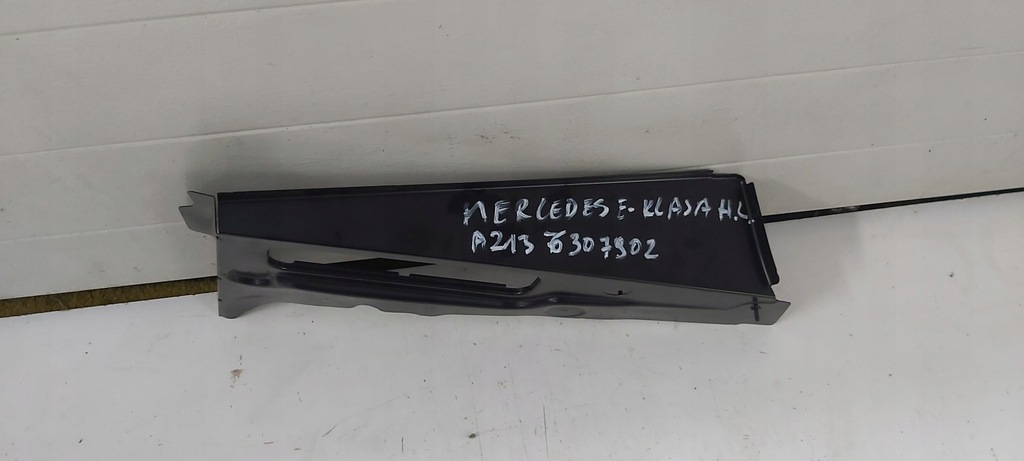 MERCEDES E-KLASA H.L
A213 6307902